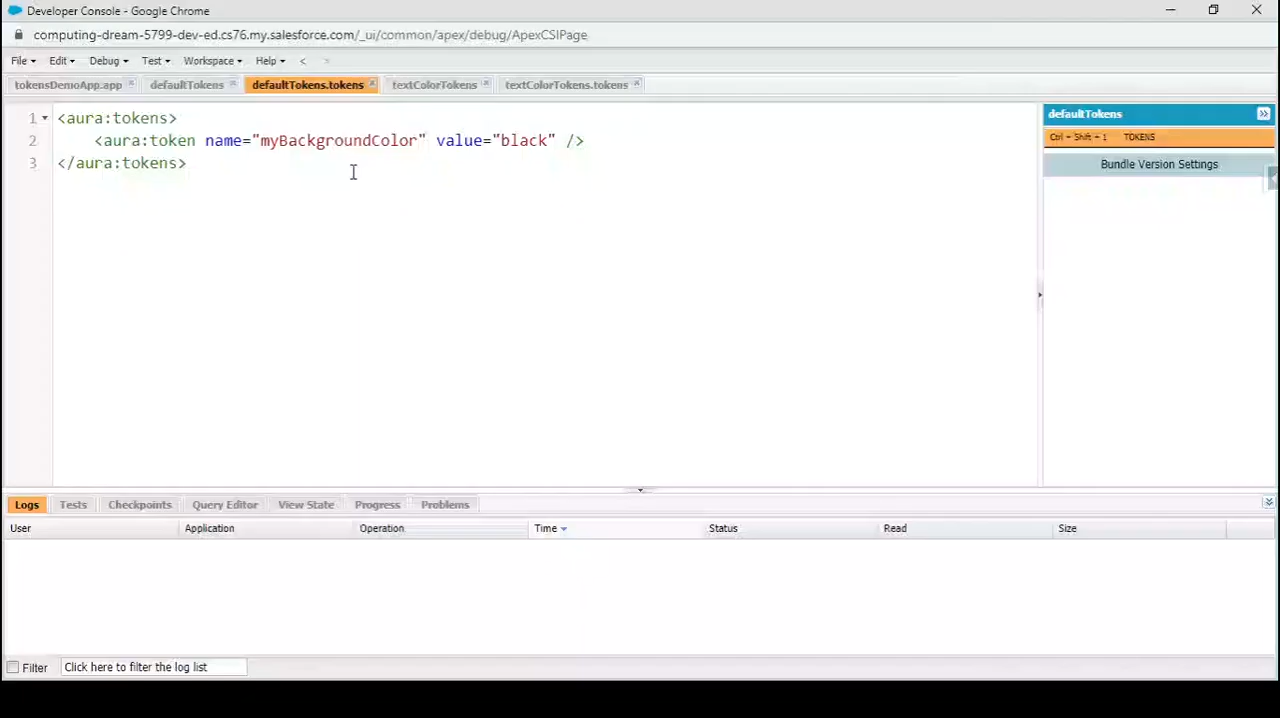 Developer Console - Google Chrome
computing-dream-5799-dev-ed.cs76.my.salesforce.com/_ui/common/apex/debug/ApexCSIPage
File Edit Debug Test Workspace Help < >
tokensDemoApp.app defaultTokens defaultTokens.tokens textColorTokens textColorTokens.tokens
1 <aura:tokens>
2 <aura:token name="myBackgroundColor" value="black" />
3 </aura:tokens>
defaultTokens
Ctrl + Shift + 1 TOKENS
Bundle Version Settings
Logs Tests Checkpoints Query Editor View State Progress Problems
User Application Operation Time Status Read Size
Filter Click here to filter the log list